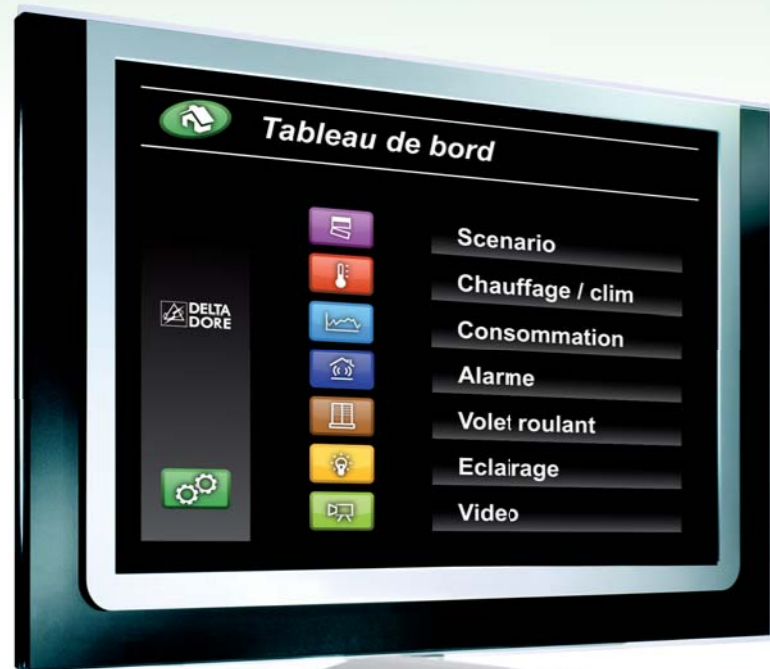 Tableau de bord
DELTA
DORE
Scenario
Chauffage / clim
Consommation
Alarme
Volet roulant
Eclairage
Video